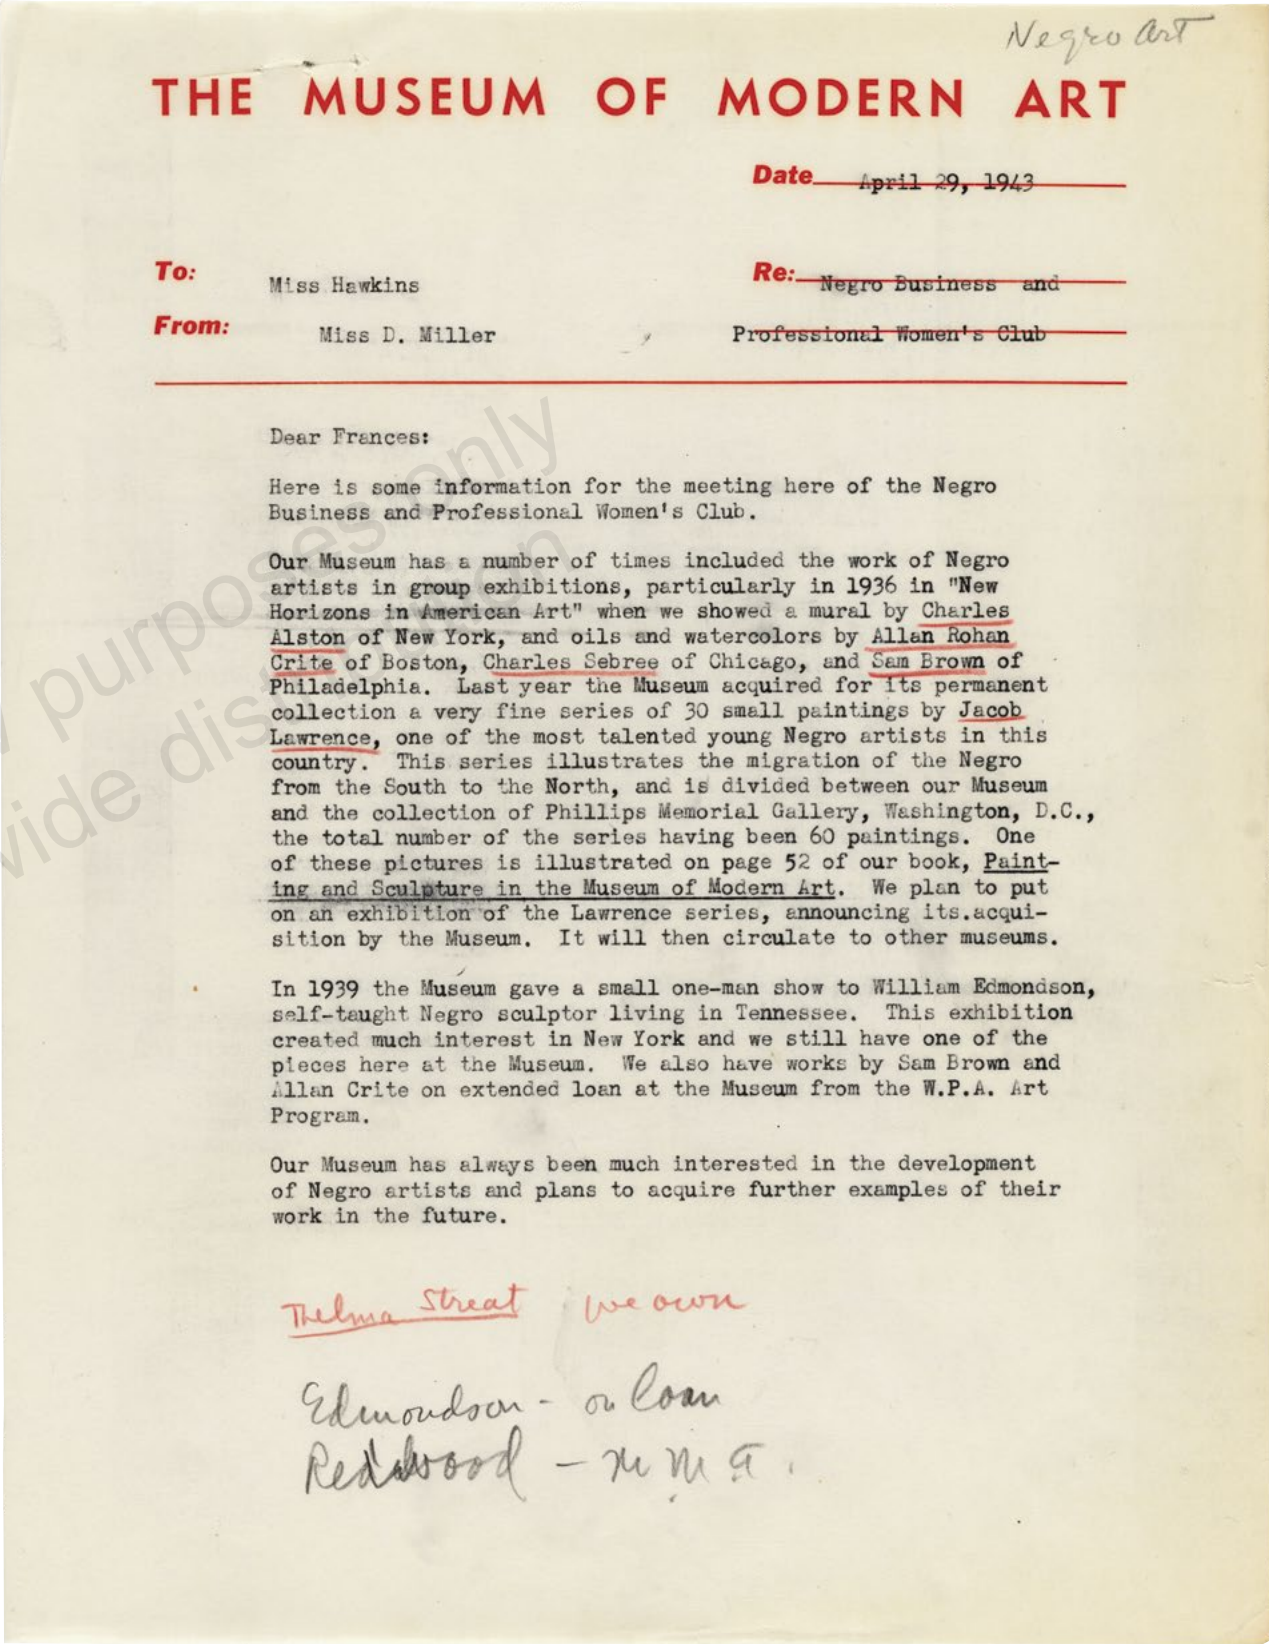 Negro Art
THE MUSEUM OF MODERN ART
Date April 29, 1943
To: Miss Hawkins
Re: Negro Business and
From: Miss D. Miller
Professional Women's Club
Dear Frances:
Here is some information for the meeting here of the Negro
Business and Professional Women's Club.
Our Museum has a number of times included the work of Negro
artists in group exhibitions, particularly in 1936 in "New
Horizons in American Art" when we showed a mural by Charles
Alston of New York, and oils and watercolors by Allan Rohan
Crite of Boston, Charles Sebree of Chicago, and Sam Brown of
Philadelphia. Last year the Museum acquired for its permanent
collection a very fine series of 30 small paintings by Jacob
Lawrence, one of the most talented young Negro artists in this
country. This series illustrates the migration of the Negro
from the South to the North, and is divided between our Museum
and the collection of Phillips Memorial Gallery, Washington, D.C.,
the total number of the series having been 60 paintings. One
of these pictures is illustrated on page 52 of our book, Paint-
ing and Sculpture in the Museum of Modern Art. We plan to put
on an exhibition of the Lawrence series, announcing its.acqui-
sition by the Museum. It will then circulate to other museums.
In 1939 the Museum gave a small one-man show to William Edmondson,
self-taught Negro sculptor living in Tennessee. This exhibition
created much interest in New York and we still have one of the
pieces here at the Museum. We also have works by Sam Brown and
Allan Crite on extended loan at the Museum from the W.P.A. Art
Program.
Our Museum has always been much interested in the development
of Negro artists and plans to acquire further examples of their
work in the future.
Thelma Streat we own
Edmondson - on loan
Redwood - M M A.
purposes only
vide distribution